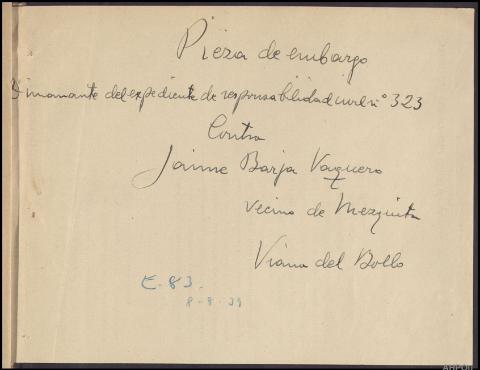 Pieza de embargo
Dimanante del expediente de responsabilidad civil nº 323
Contra
Jaime Barja Vaquero
vecino de Mezquita
Viana del Bollo
C. 83.
8-8-39